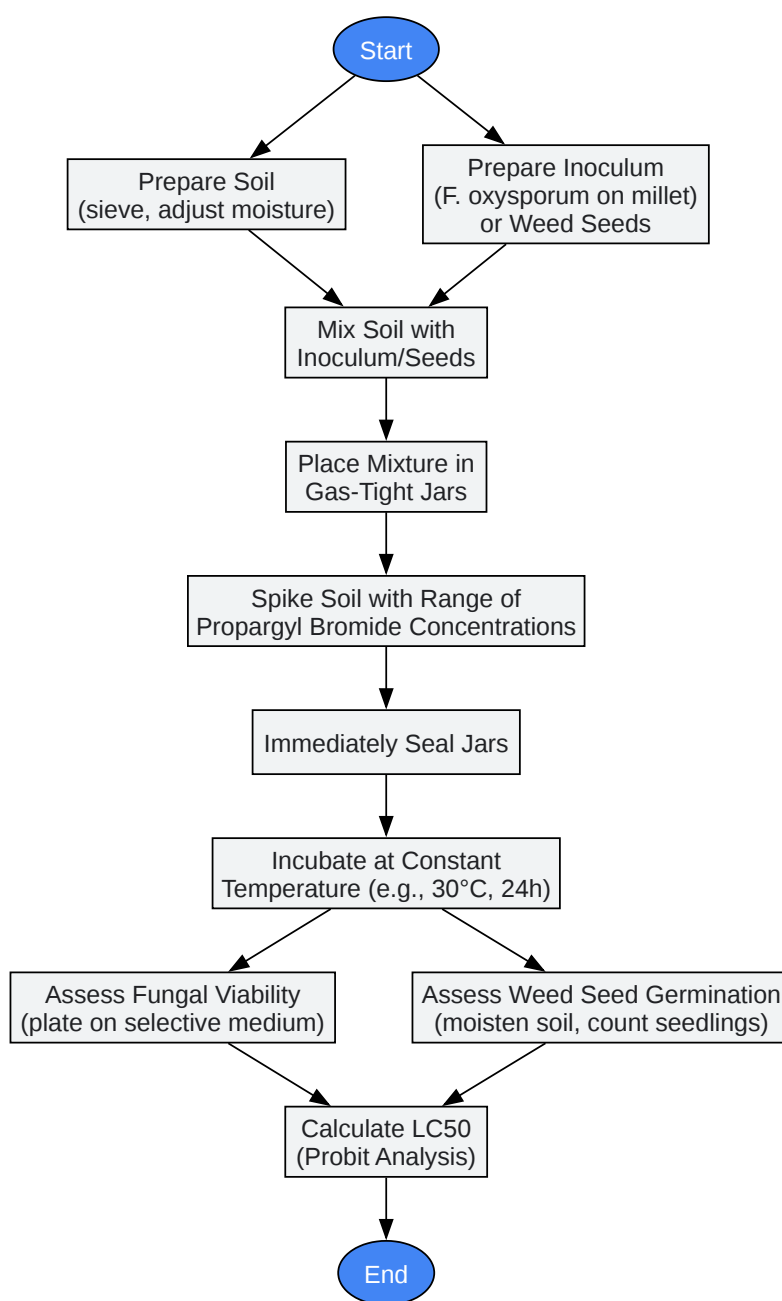 Start
Prepare Soil
(sieve, adjust moisture)
Prepare Inoculum
(F. oxysporum on millet)
or Weed Seeds
Mix Soil with
Inoculum/Seeds
Place Mixture in
Gas-Tight Jars
Spike Soil with Range of
Propargyl Bromide Concentrations
Immediately Seal Jars
Incubate at Constant
Temperature (e.g., 30°C, 24h)
Assess Fungal Viability
(plate on selective medium)
Assess Weed Seed Germination
(moisten soil, count seedlings)
Calculate LC50
(Probit Analysis)
End